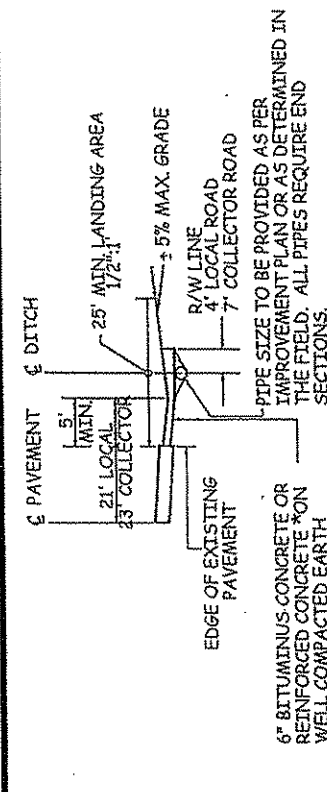 ℄ PAVEMENT
℄ DITCH
5'
MIN.
21' LOCAL
23' COLLECTOR
25' MIN. LANDING AREA
1/2":1'
± 5% MAX. GRADE
R/W LINE
4' LOCAL ROAD
7' COLLECTOR ROAD
EDGE OF EXISTING
PAVEMENT
PIPE SIZE TO BE PROVIDED AS PER
IMPROVEMENT PLAN OR AS DETERMINED IN
THE FIELD. ALL PIPES REQUIRE END
SECTIONS.
6" BITUMINUS CONCRETE OR
REINFORCED CONCRETE *ON
WELL COMPACTED EARTH